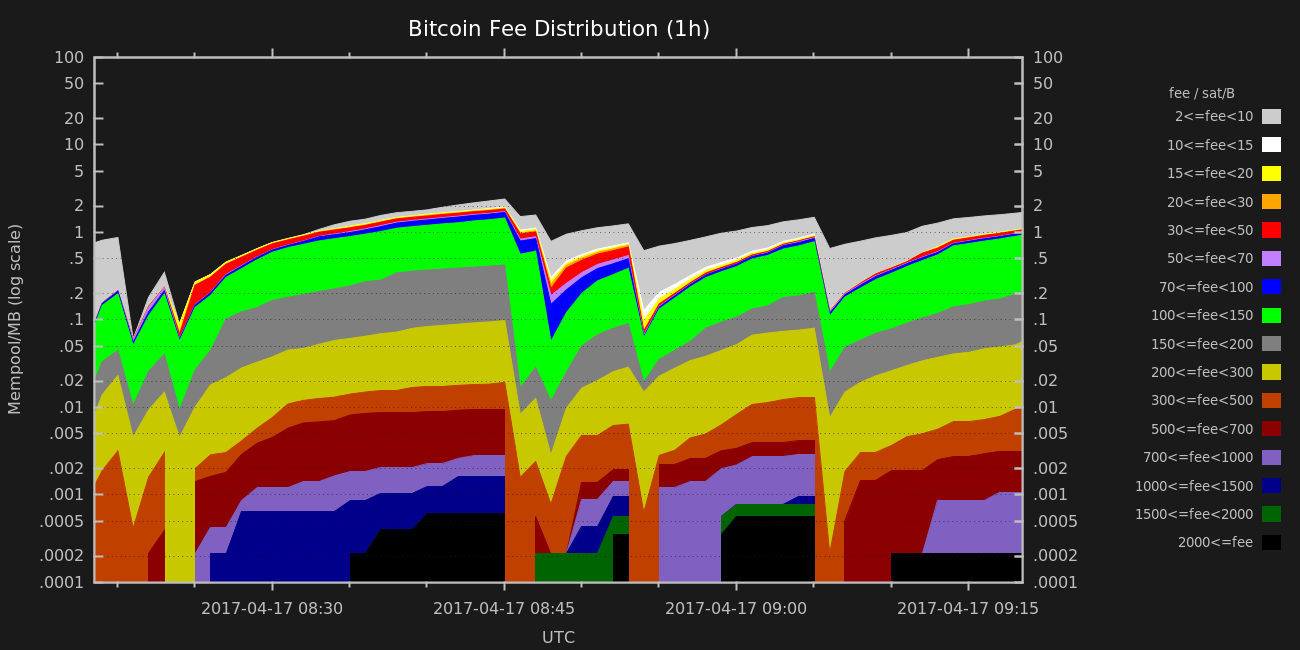 Bitcoin Fee Distribution (1h)
Mempool/MB (log scale)
100
50
20
10
5
2
1
.5
.2
.1
.05
.02
.01
.005
.002
.001
.0005
.0002
.0001
100
50
20
10
5
2
1
.5
.2
.1
.05
.02
.01
.005
.002
.001
.0005
.0002
.0001
2017-04-17 08:30 2017-04-17 08:45 2017-04-17 09:00 2017-04-17 09:15
UTC
fee / sat/B
2<=fee<10
10<=fee<15
15<=fee<20
20<=fee<30
30<=fee<50
50<=fee<70
70<=fee<100
100<=fee<150
150<=fee<200
200<=fee<300
300<=fee<500
500<=fee<700
700<=fee<1000
1000<=fee<1500
1500<=fee<2000
2000<=fee